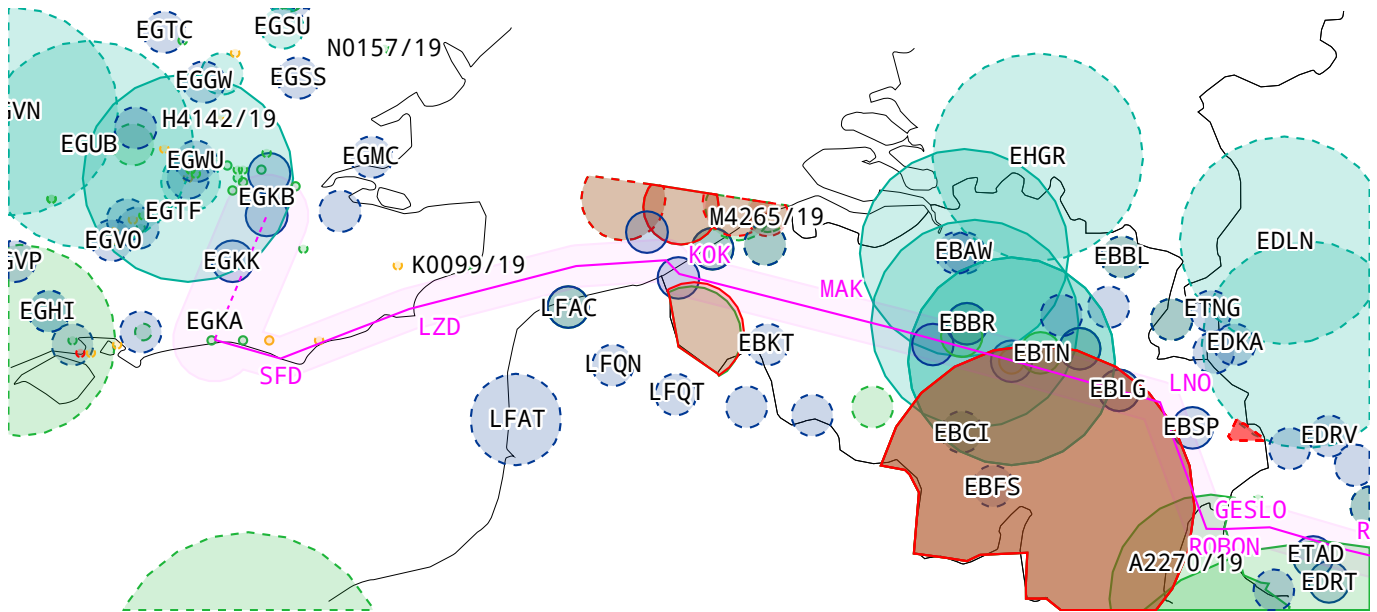 EGTC
EGSU
N0157/19
EGGW
EGSS
GVN
H4142/19
EGUB
EGWU
EGMC
EHGR
EGKB
EGTF
M4265/19
EGVO
EDLN
EBAW
KOK
EBBL
GVP
EGKK
K0099/19
MAK
EGHI
LFAC
ETNG
EGKA
LZD
EBBR
EBKT
EBTN
EDKA
LFQN
SFD
LNO
LFQT
EBLG
LFAT
EBSP
EBCI
EDRV
EBFS
GESLO
R
ROBON
A2270/19
ETAD
EDRT